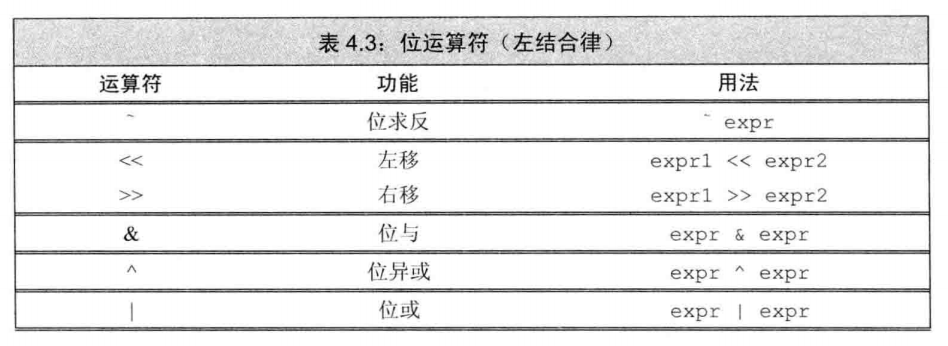 表 4.3：位运算符（左结合律）
运算符 功能 用法
~ 位求反 ~ expr
<< 左移 expr1 << expr2
>> 右移 expr1 >> expr2
& 位与 expr & expr
^ 位异或 expr ^ expr
| 位或 expr | expr